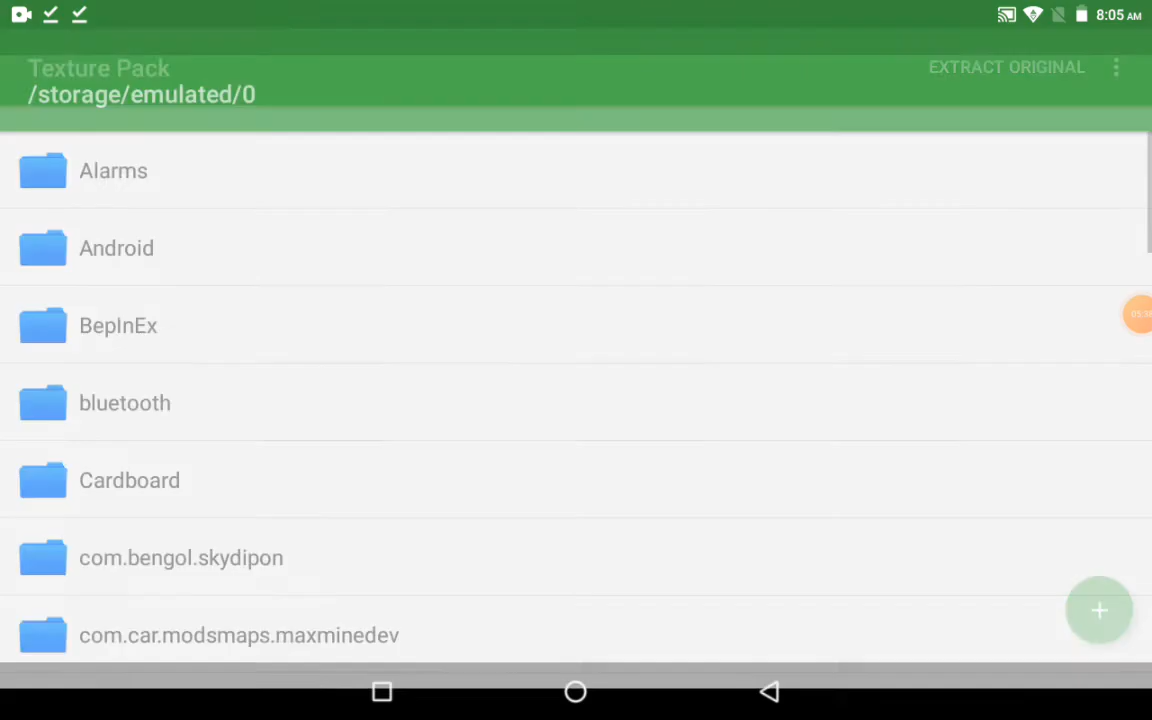 8:05 AM
Texture Pack
EXTRACT ORIGINAL
/storage/emulated/0
Alarms
Android
BepInEx
bluetooth
Cardboard
com.bengol.skydipon
com.car.modsmaps.maxminedev